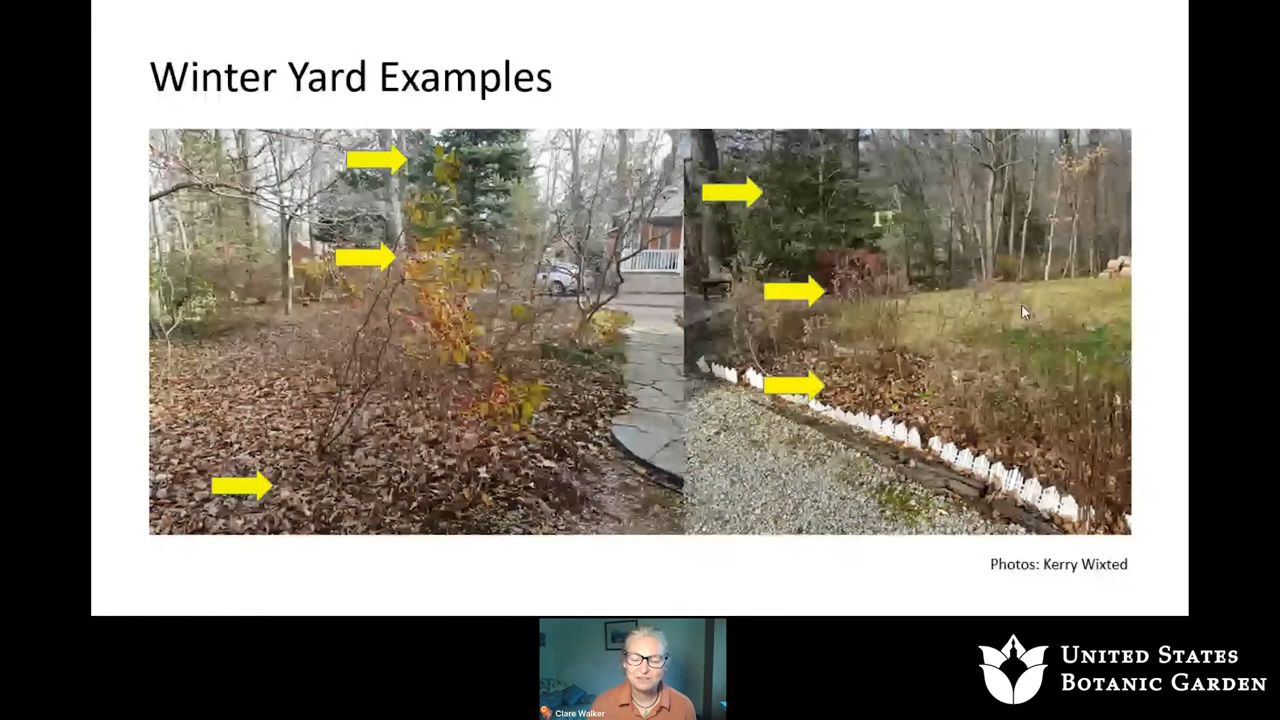 Winter Yard Examples
Photos: Kerry Wixted
Clare Walker
UNITED STATES
BOTANIC GARDEN